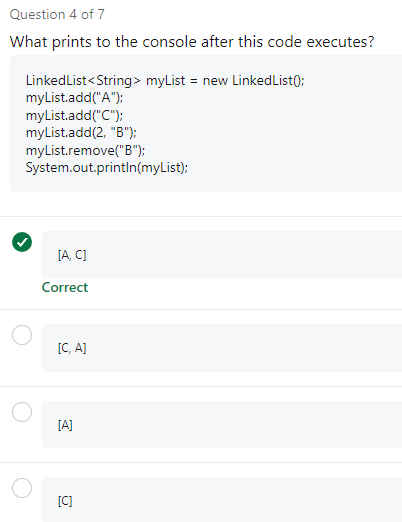 Question 4 of 7
What prints to the console after this code executes?
LinkedList<String> myList = new LinkedList();
myList.add("A");
myList.add("C");
myList.add(2, "B");
myList.remove("B");
System.out.println(myList);
[A, C]
Correct
[C, A]
[A]
[C]